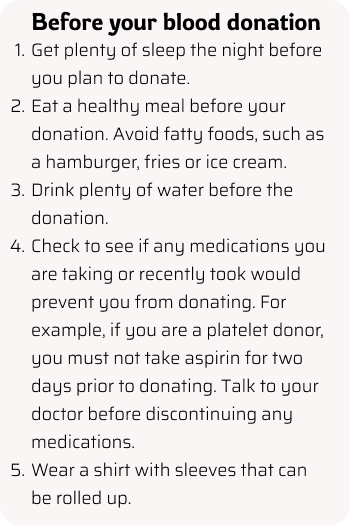 Before your blood donation
1. Get plenty of sleep the night before
you plan to donate.
2. Eat a healthy meal before your
donation. Avoid fatty foods, such as
a hamburger, fries or ice cream.
3. Drink plenty of water before the
donation.
4. Check to see if any medications you
are taking or recently took would
prevent you from donating. For
example, if you are a platelet donor,
you must not take aspirin for two
days prior to donating. Talk to your
doctor before discontinuing any
medications.
5. Wear a shirt with sleeves that can
be rolled up.